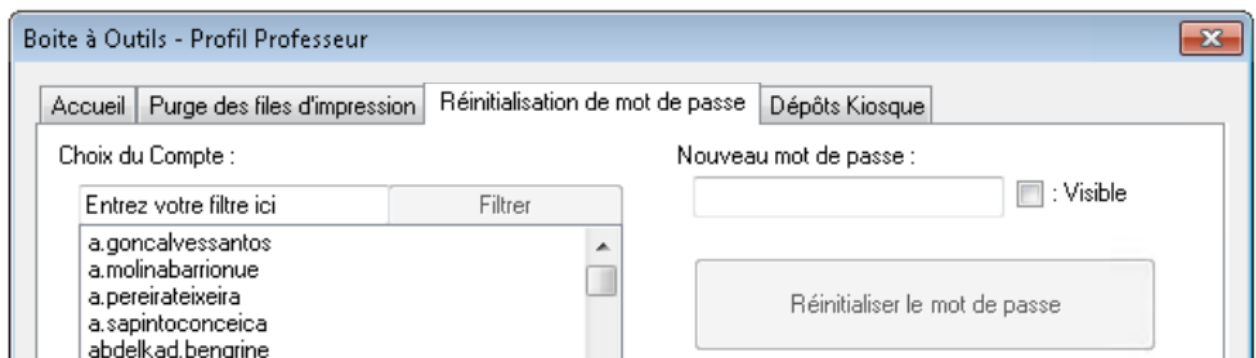 Boite à Outils - Profil Professeur
Accueil Purge des files d'impression Réinitialisation de mot de passe Dépôts Kiosque
Choix du Compte :
Nouveau mot de passe :
Entrez votre filtre ici Filtrer
: Visible
a.goncalvessantos
a.molinabarrionue
a.pereirateixeira
a.sapintoconceica
abdelkad.bengrine
Réinitialiser le mot de passe